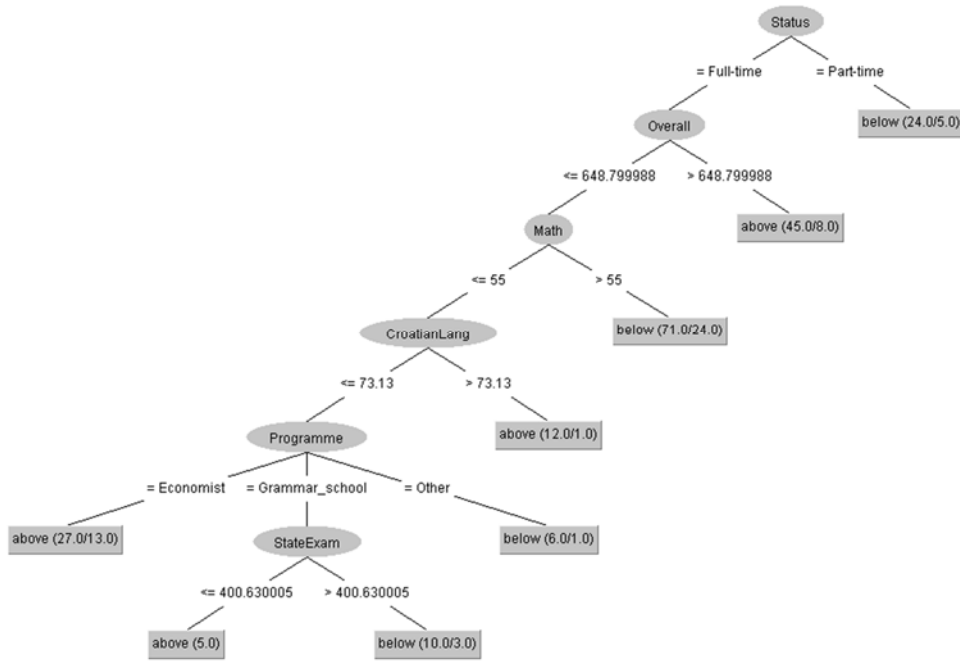 Status
= Full-time
= Part-time
Overall
below (24.0/5.0)
<= 648.799988
> 648.799988
Math
above (45.0/8.0)
<= 55
> 55
CroatianLang
below (71.0/24.0)
<= 73.13
> 73.13
Programme
above (12.0/1.0)
= Economist
= Grammar_school
= Other
above (27.0/13.0)
StateExam
below (6.0/1.0)
<= 400.630005
> 400.630005
above (5.0)
below (10.0/3.0)